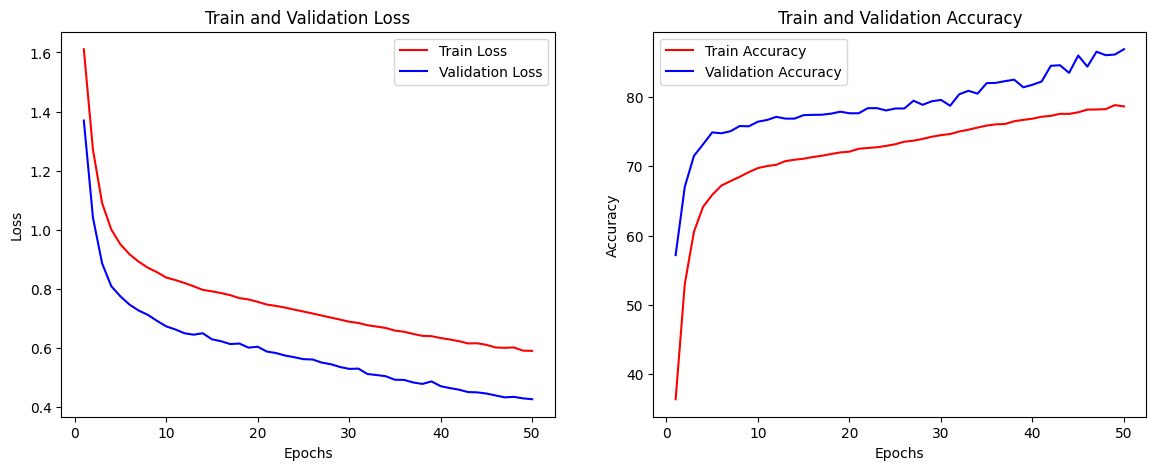 Train and Validation Loss
Train Loss
Validation Loss
1.6
1.4
1.2
1.0
0.8
0.6
0.4
Loss
0
10
20
30
40
50
Epochs
Train and Validation Accuracy
Train Accuracy
Validation Accuracy
80
70
60
50
40
Accuracy
0
10
20
30
40
50
Epochs